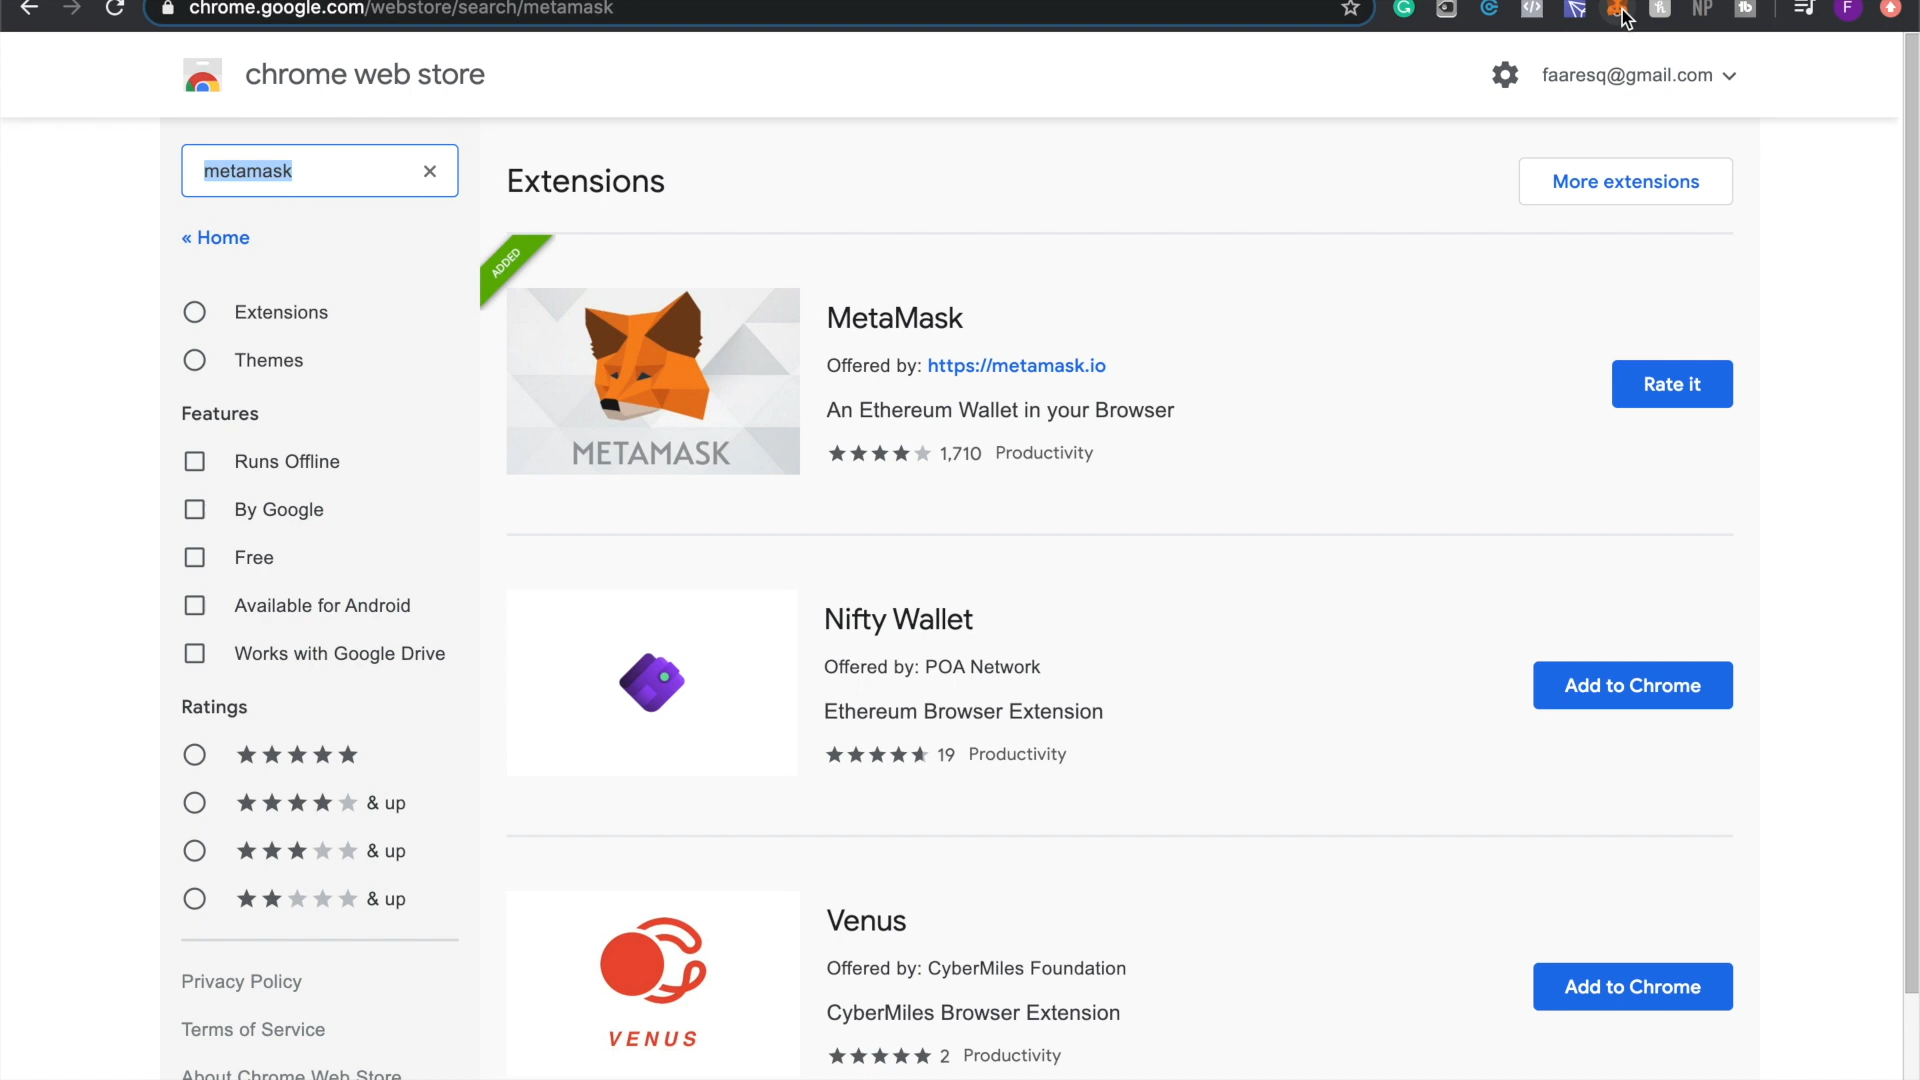 chrome.google.com/webstore/search/metamask
NP
F
chrome web store
faaresq@gmail.com
metamask
« Home
Extensions
Themes
Features
Runs Offline
By Google
Free
Available for Android
Works with Google Drive
Ratings
& up
& up
& up
Privacy Policy
Terms of Service
About Chrome Web Store
Extensions
More extensions
ADDED
METAMASK
MetaMask
Offered by: https://metamask.io
An Ethereum Wallet in your Browser
1,710 Productivity
Rate it
Nifty Wallet
Offered by: POA Network
Ethereum Browser Extension
19 Productivity
Add to Chrome
VENUS
Venus
Offered by: CyberMiles Foundation
CyberMiles Browser Extension
2 Productivity
Add to Chrome